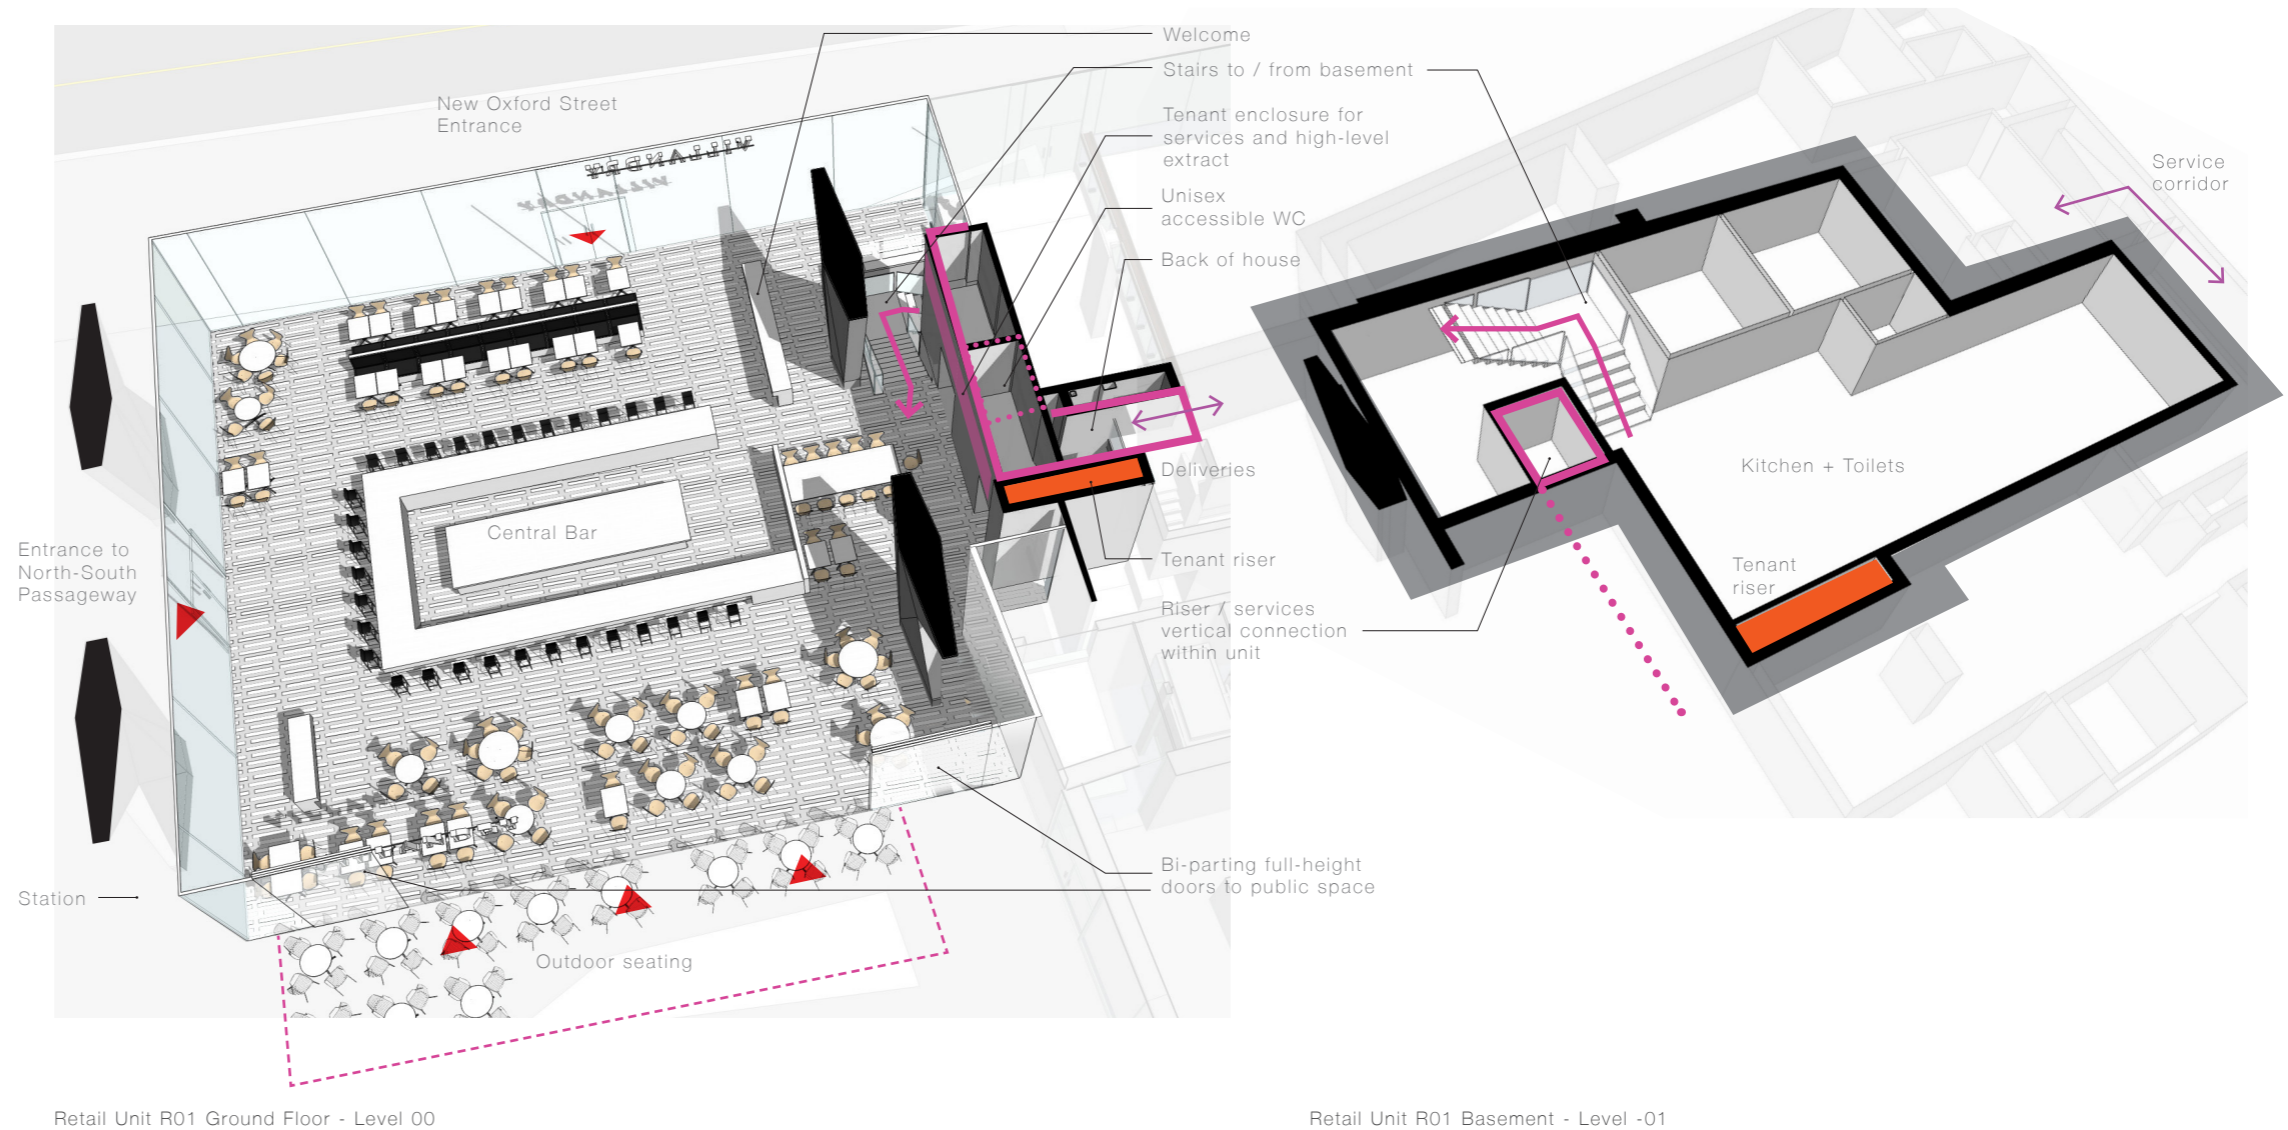 Welcome
Stairs to / from basement
New Oxford Street
Entrance
Tenant enclosure for
services and high-level
extract
Unisex
accessible WC
Back of house
Service
corridor
Central Bar
Deliveries
Kitchen + Toilets
Entrance to
North-South
Passageway
Tenant riser
Tenant
riser
Riser / services
vertical connection
within unit
Station
Bi-parting full-height
doors to public space
Outdoor seating
Retail Unit R01 Ground Floor - Level 00
Retail Unit R01 Basement - Level -01